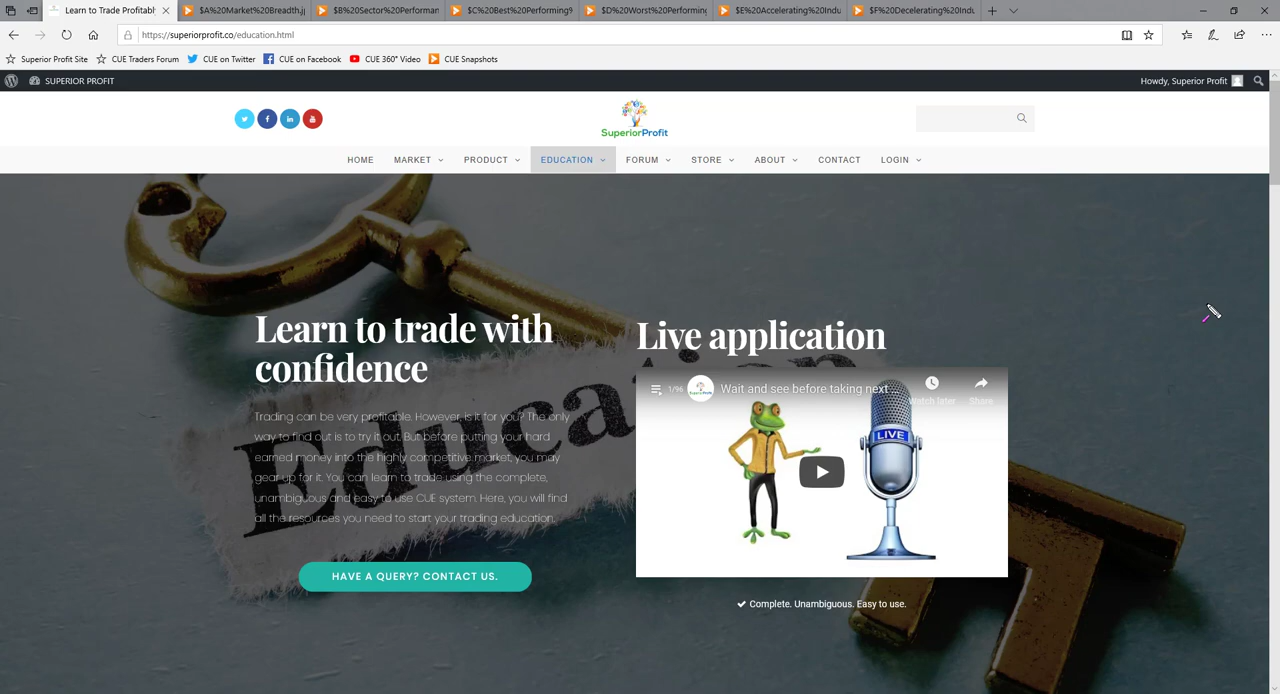 Learn to Trade Profitably
$A%20Market%20Breadth.j
$B%20Sector%20Performan
$C%20Best%20Performing%
$D%20Worst%20Performing
$E%20Accelerating%20Indu
$F%20Decelerating%20Indu
https://superiorprofit.co/education.html
Superior Profit Site
CUE Traders Forum
CUE on Twitter
CUE on Facebook
CUE 360° Video
CUE Snapshots
SUPERIOR PROFIT
Howdy, Superior Profit
SuperiorProfit
HOME
MARKET
PRODUCT
EDUCATION
FORUM
STORE
ABOUT
CONTACT
LOGIN
Learn to trade with
confidence
Trading can be very profitable. However, is it for you? The only
way to find out is to try it out. But before putting your hard
earned money into the highly competitive market, you may
gear up for it. You can learn to trade using the complete,
unambiguous and easy to use CUE system. Here, you will find
all the resources you need to start your trading education.
HAVE A QUERY? CONTACT US.
Education
Live application
1/96
Wait and see before taking next
Watch later
Share
LIVE
Complete. Unambiguous. Easy to use.